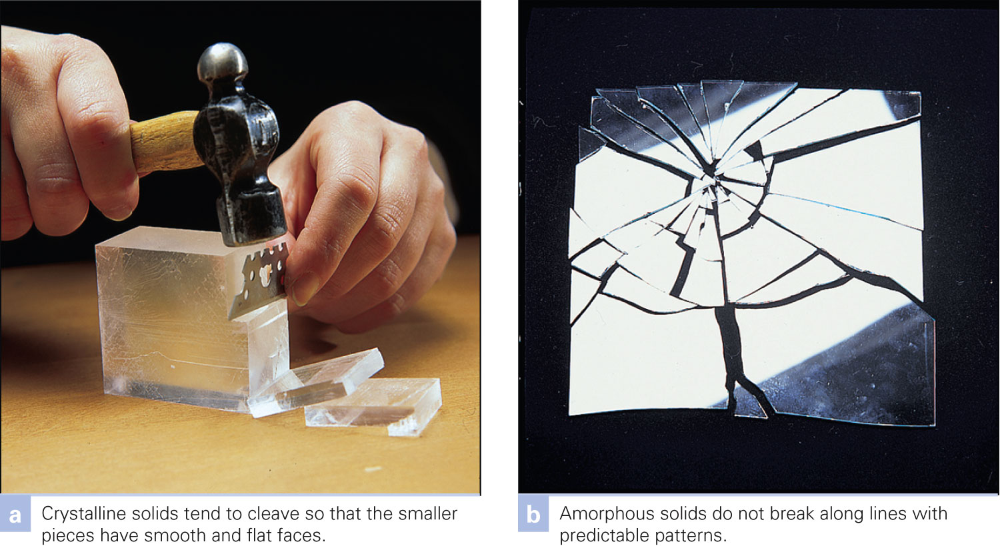 a
Crystalline solids tend to cleave so that the smaller
pieces have smooth and flat faces.
b
Amorphous solids do not break along lines with
predictable patterns.